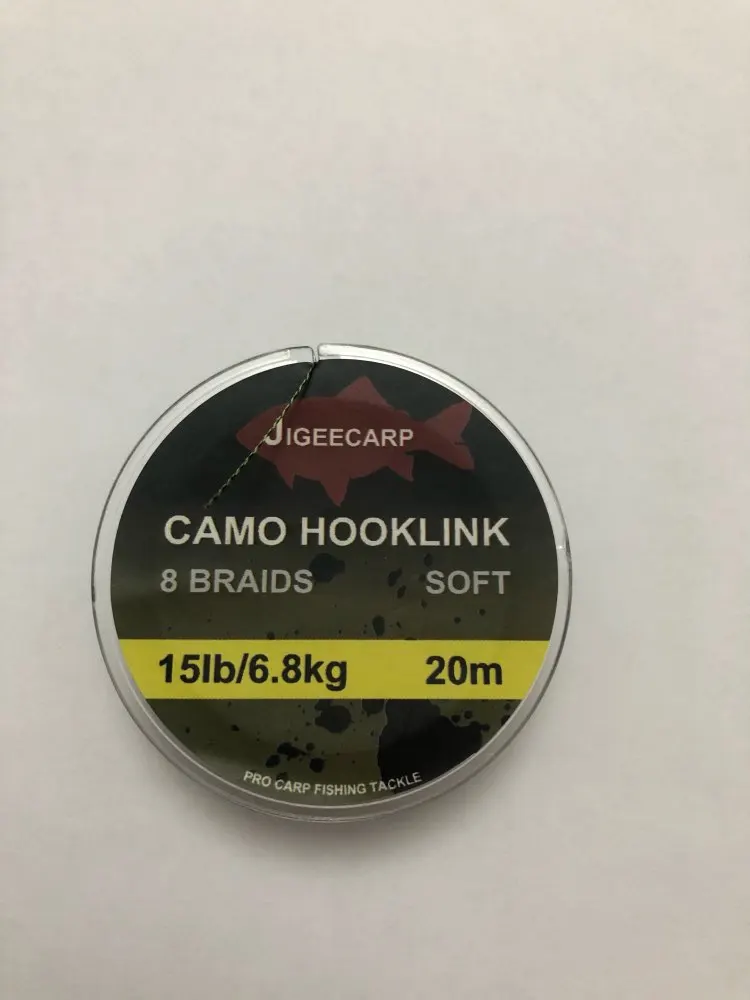 JIGEECARP
CAMO HOOKLINK
8 BRAIDS SOFT
15lb/6.8kg 20m
PRO CARP FISHING TACKLE